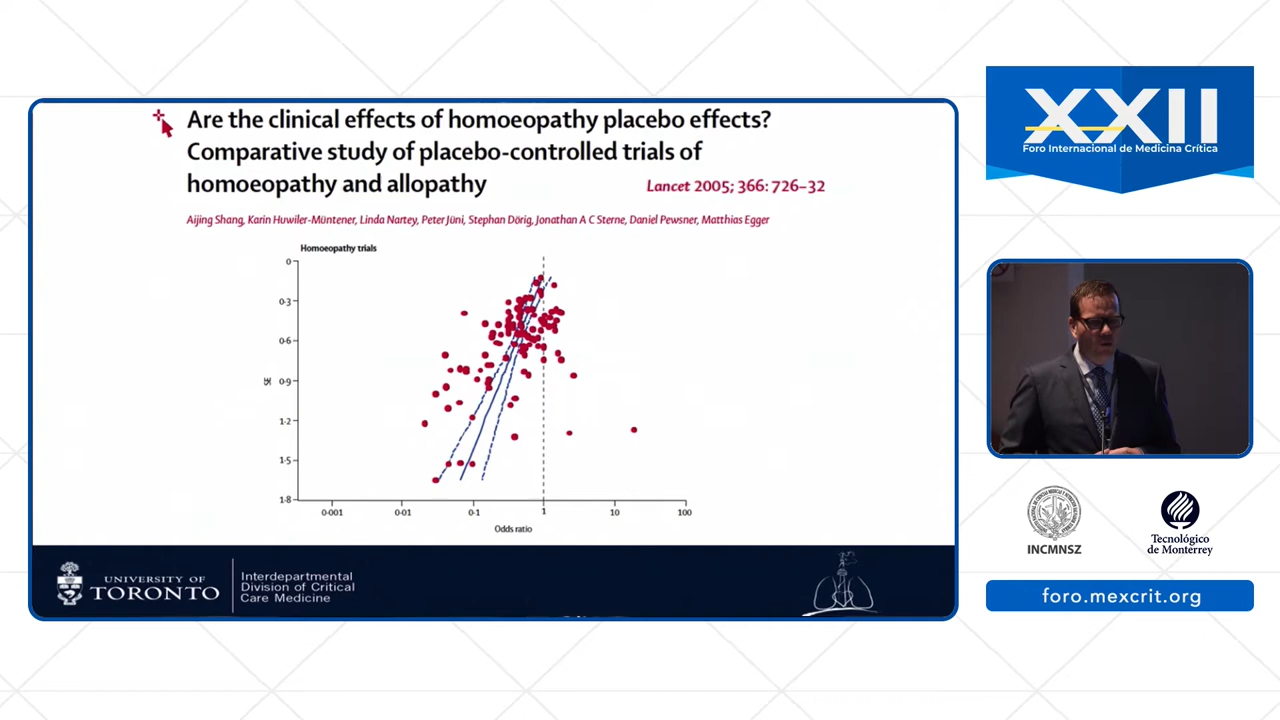 Are the clinical effects of homoeopathy placebo effects?
Comparative study of placebo-controlled trials of
homoeopathy and allopathy
Lancet 2005; 366: 726–32
Aijing Shang, Karin Huwiler-Müntener, Linda Nartey, Peter Jüni, Stephan Dörig, Jonathan A C Sterne, Daniel Pewsner, Matthias Egger
Homoeopathy trials
0
0·3
0·6
0·9
1·2
1·5
1·8
SE
0·001
0·01
0·1
1
10
100
Odds ratio
UNIVERSITY OF
TORONTO
Interdepartmental
Division of Critical
Care Medicine
XXII
Foro Internacional de Medicina Crítica
INCMNSZ
Tecnológico
de Monterrey
foro.mexcrit.org